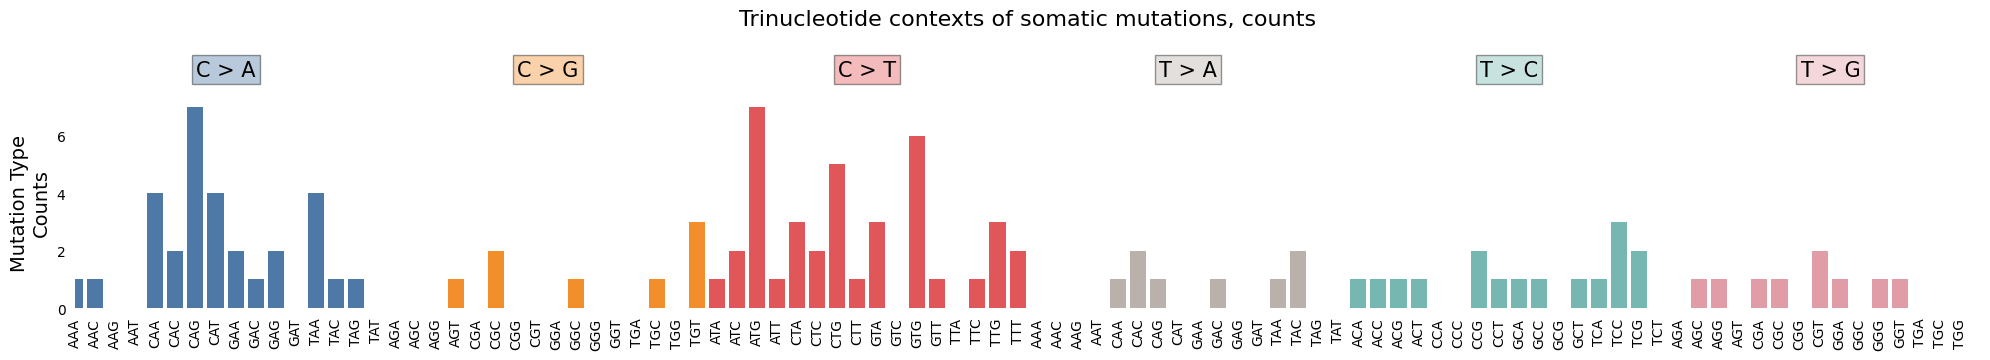 Trinucleotide contexts of somatic mutations, counts
C > A C > G C > T T > A T > C T > G
Mutation Type
Counts
6
4
2
0
AAA AAC AAG AAT CAA CAC CAG CAT GAA GAC GAG GAT TAA TAC TAG TAT AGA AGC AGG AGT CGA CGC CGG CGT GGA GGC GGG GGT TGA TGC TGG TGT ATA ATC ATG ATT CTA CTC CTG CTT GTA GTC GTG GTT TTA TTC TTG TTT AAA AAC AAG AAT CAA CAC CAG CAT GAA GAC GAG GAT TAA TAC TAG TAT ACA ACC ACG ACT CCA CCC CCG CCT GCA GCC GCG GCT TCA TCC TCG TCT AGA AGC AGG AGT CGA CGC CGG CGT GGA GGC GGG GGT TGA TGC TGG